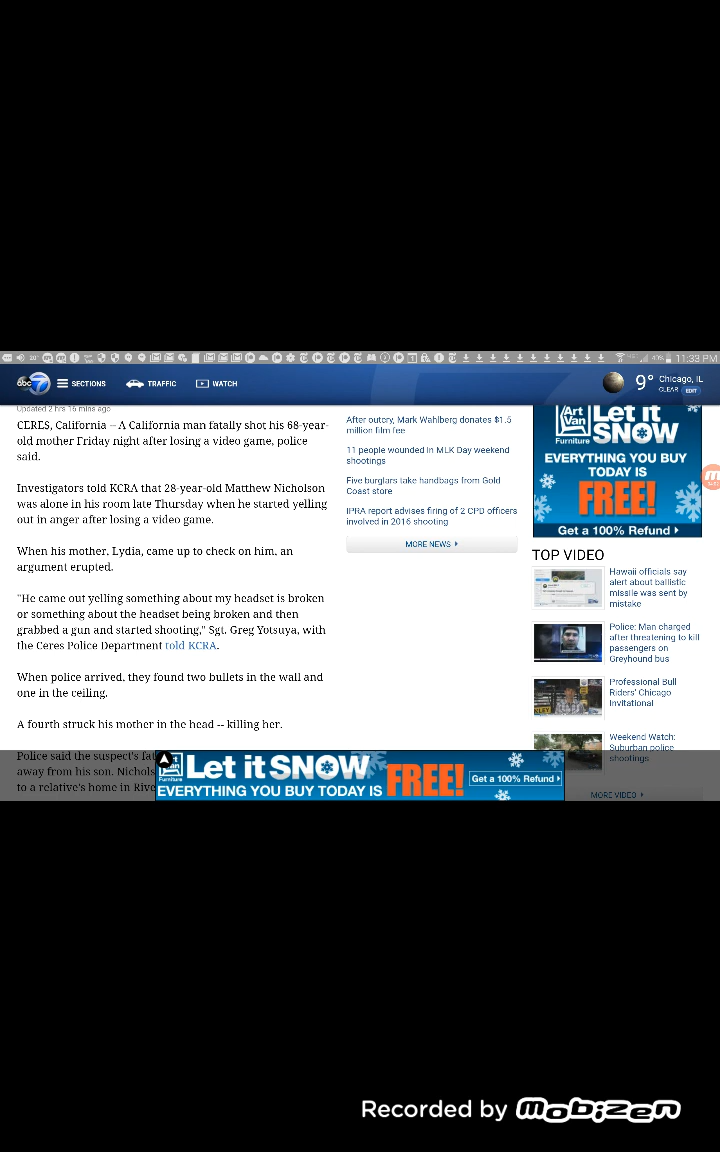 11:33 PM
abc 7
SECTIONS
TRAFFIC
WATCH
9°
Chicago, IL
CLEAR
EDIT
Updated 2 hrs 16 mins ago
CERES, California -- A California man fatally shot his 68-year-
old mother Friday night after losing a video game, police
said.
Investigators told KCRA that 28-year-old Matthew Nicholson
was alone in his room late Thursday when he started yelling
out in anger after losing a video game.
When his mother, Lydia, came up to check on him, an
argument erupted.
"He came out yelling something about my headset is broken
or something about the headset being broken and then
grabbed a gun and started shooting," Sgt. Greg Yotsuya, with
the Ceres Police Department told KCRA.
When police arrived, they found two bullets in the wall and
one in the ceiling.
A fourth struck his mother in the head -- killing her.
Police said the suspect's
away from his son.
to a relative's home in
After outcry, Mark Wahlberg donates $1.5
million film fee
11 people wounded in MLK Day weekend
shootings
Five burglars take handbags from Gold
Coast store
IPRA report advises firing of 2 CPD officers
involved in 2016 shooting
MORE NEWS
Art
Van
Furniture
Let it
SNOW
EVERYTHING YOU BUY
TODAY IS
FREE!
Get a 100% Refund
TOP VIDEO
Hawaii officials say
alert about ballistic
missile was sent by
mistake
Police: Man charged
after threatening to kill
passengers on
Greyhound bus
Professional Bull
Riders' Chicago
Invitational
Weekend Watch:
Suburban police
shootings
MORE VIDEO
Furniture
Let it SNOW
EVERYTHING YOU BUY TODAY IS
FREE!
Get a 100% Refund
Recorded by mobizen